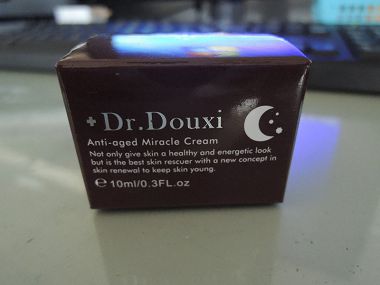 Dr.Douxi
Anti-aged Miracle Cream
Not only give skin a healthy and energetic look
but is the best skin rescuer with a new concept in
skin renewal to keep skin young.
℮ 10ml/0.3FL.oz